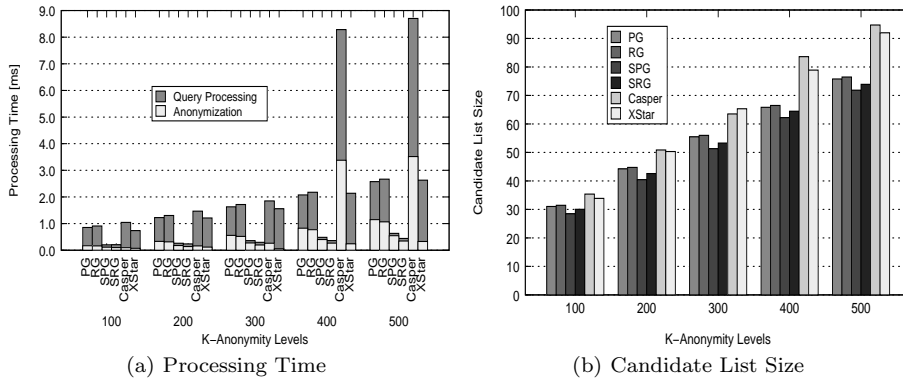 9.0
8.0
7.0
6.0
5.0
4.0
3.0
2.0
1.0
0.0
Processing Time [ms]
Query Processing
Anonymization
PG
RG
SPG
SRG
Casper
XStar
PG
RG
SPG
SRG
Casper
XStar
PG
RG
SPG
SRG
Casper
XStar
PG
RG
SPG
SRG
Casper
XStar
PG
RG
SPG
SRG
Casper
XStar
100 200 300 400 500
K−Anonymity Levels
(a) Processing Time
100
90
80
70
60
50
40
30
20
10
0
Candidate List Size
PG
RG
SPG
SRG
Casper
XStar
100 200 300 400 500
K−Anonymity Levels
(b) Candidate List Size